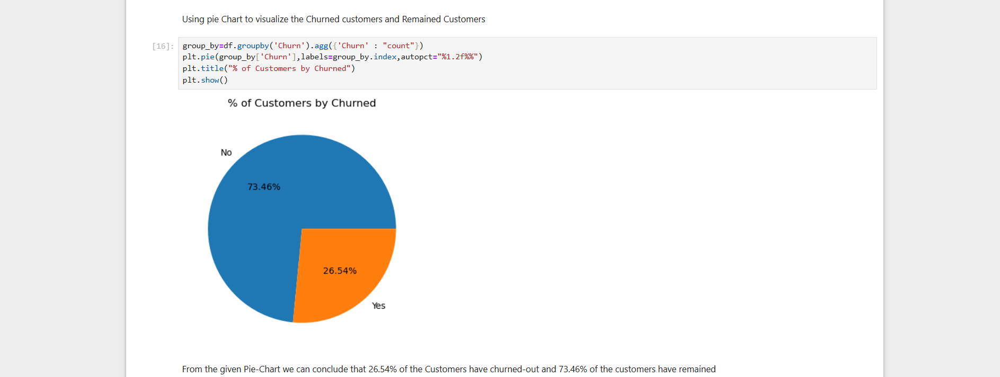 Using pie Chart to visualize the Churned customers and Remained Customers
[16]:
group_by=df.groupby('Churn').agg({'Churn' : "count"})
plt.pie(group_by['Churn'],labels=group_by.index,autopct="%1.2f%%")
plt.title("% of Customers by Churned")
plt.show()
% of Customers by Churned
No
73.46%
26.54%
Yes
From the given Pie-Chart we can conclude that 26.54% of the Customers have churned-out and 73.46% of the customers have remained